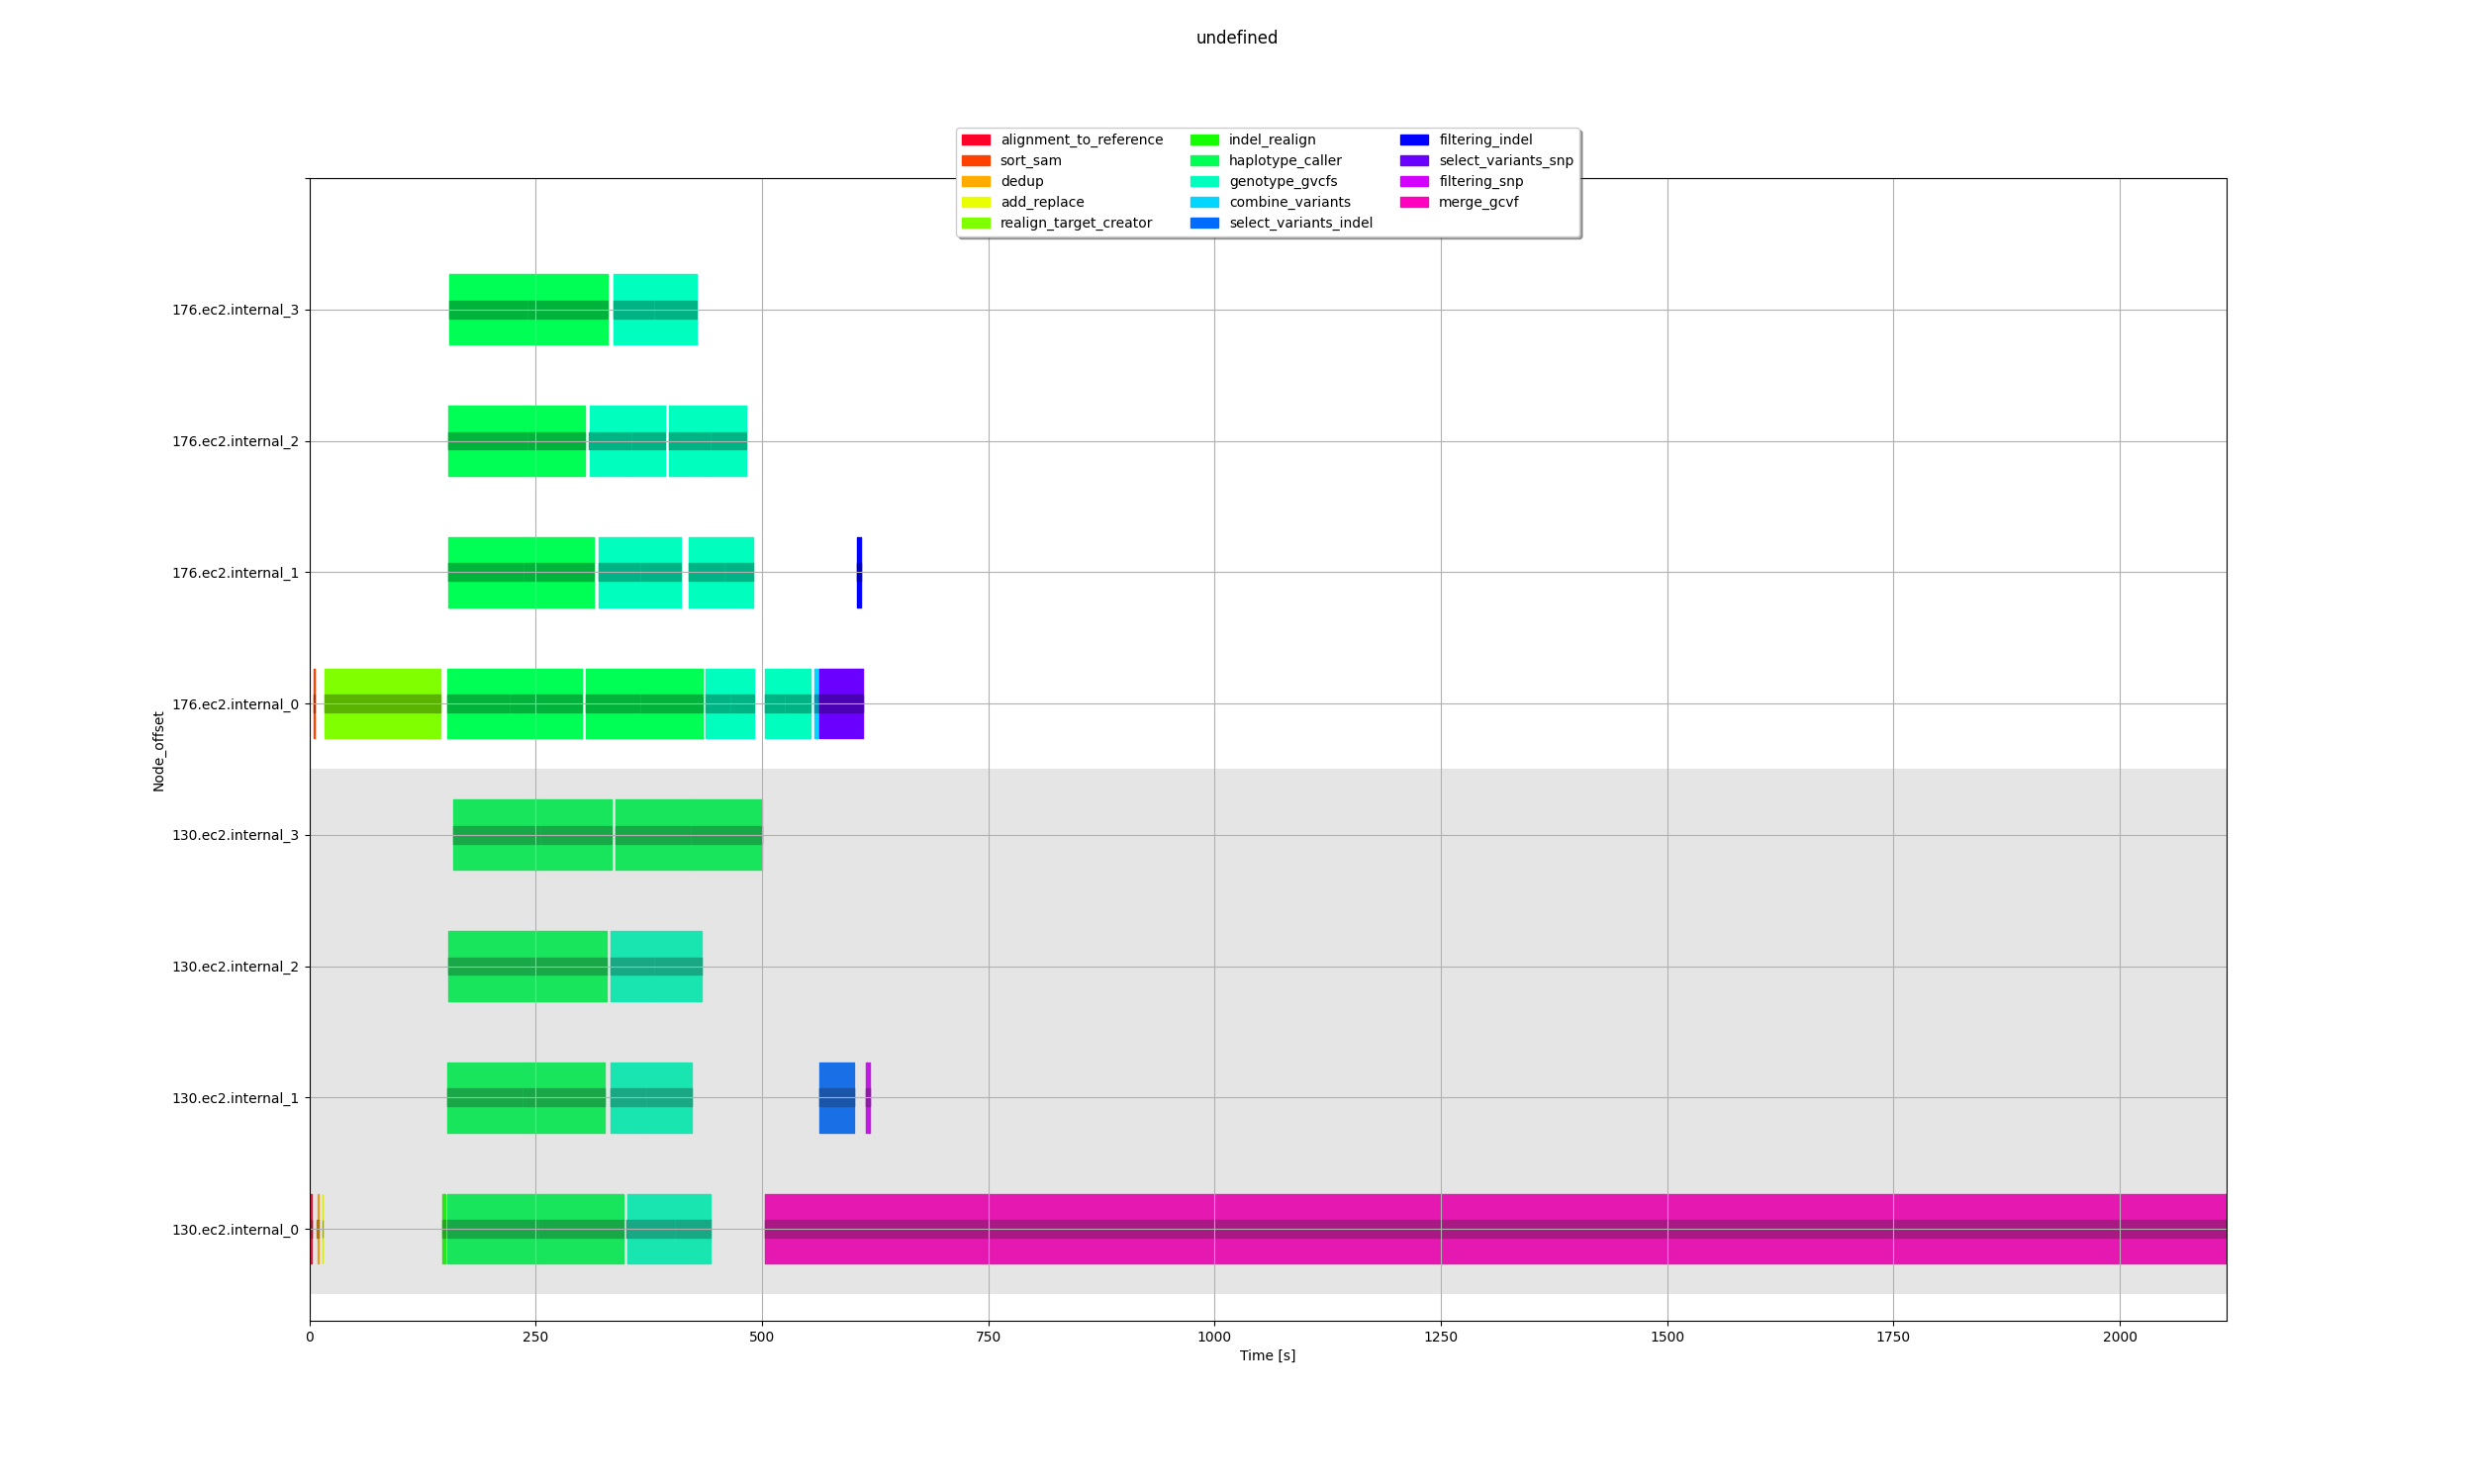 undefined
alignment_to_reference
sort_sam
dedup
add_replace
realign_target_creator
indel_realign
haplotype_caller
genotype_gvcfs
combine_variants
select_variants_indel
filtering_indel
select_variants_snp
filtering_snp
merge_gcvf
Node_offset
176.ec2.internal_3
176.ec2.internal_2
176.ec2.internal_1
176.ec2.internal_0
130.ec2.internal_3
130.ec2.internal_2
130.ec2.internal_1
130.ec2.internal_0
0 250 500 750 1000 1250 1500 1750 2000
Time [s]